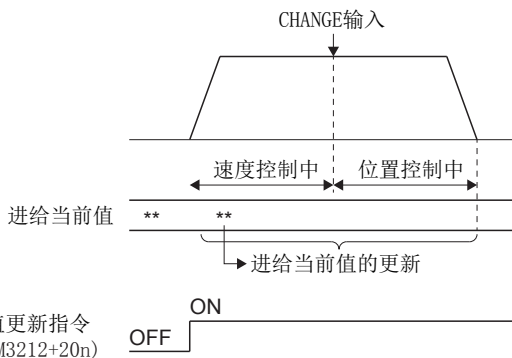 CHANGE输入
速度控制中 位置控制中
进给当前值 ** **
进给当前值的更新
ON
值更新指令
OFF
M3212+20n)